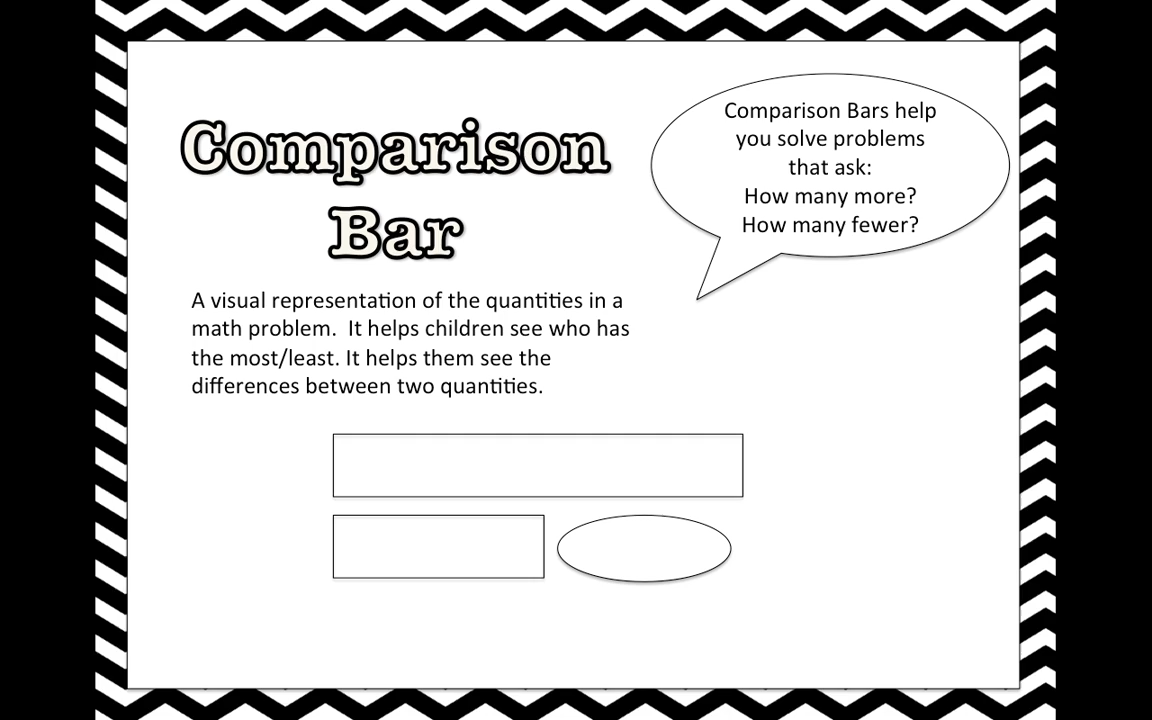 Comparison
Bar
A visual representation of the quantities in a
math problem.  It helps children see who has
the most/least. It helps them see the
differences between two quantities.
Comparison Bars help
you solve problems
that ask:
How many more?
How many fewer?